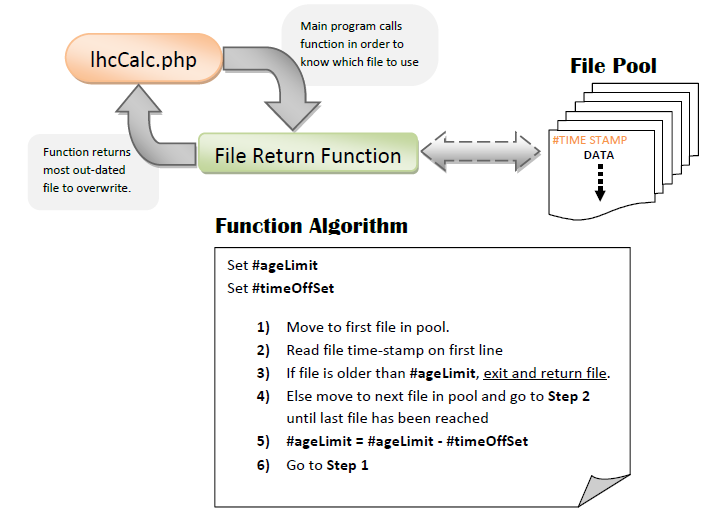 Main program calls
function in order to
know which file to use
lhcCalc.php
File Pool
#TIME STAMP
DATA
Function returns
most out-dated
file to overwrite.
File Return Function
Function Algorithm
Set #ageLimit
Set #timeOffSet
1) Move to first file in pool.
2) Read file time-stamp on first line
3) If file is older than #ageLimit, exit and return file.
4) Else move to next file in pool and go to Step 2
until last file has been reached
5) #ageLimit = #ageLimit - #timeOffSet
6) Go to Step 1